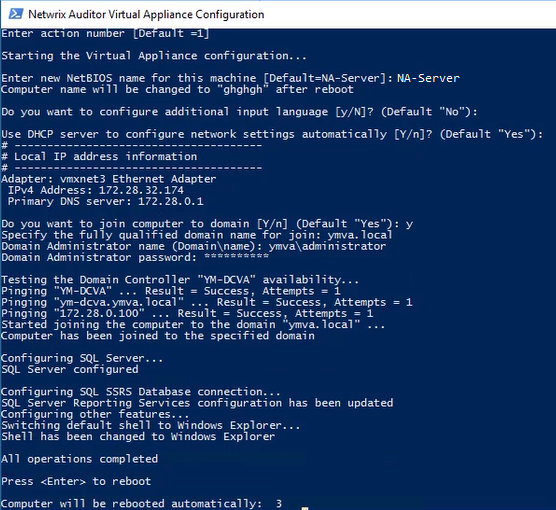 Netwrix Auditor Virtual Appliance Configuration
Enter action number [Default =1]
Starting the Virtual Appliance configuration...
Enter new NetBIOS name for this machine [Default=NA-Server]: NA-Server
Computer name will be changed to "ghghgh" after reboot
Do you want to configure additional input language [y/N]? (Default "No"):
Use DHCP server to configure network settings automatically [Y/n]? (Default "Yes"):
# --------------------------------------
# Local IP address information
# --------------------------------------
Adapter: vmxnet3 Ethernet Adapter
IPv4 Address: 172.28.32.174
Primary DNS server: 172.28.0.1
Do you want to join computer to domain [Y/n] (Default "Yes"): y
Specify the fully qualified domain name for join: ymva.local
Domain Administrator name (Domain\name): ymva\administrator
Domain Administrator password: **********
Testing the Domain Controller "YM-DCVA" availability...
Pinging "YM-DCVA" ... Result = Success, Attempts = 1
Pinging "ym-dcva.ymva.local" ... Result = Success, Attempts = 1
Pinging "172.28.0.100" ... Result = Success, Attempts = 1
Started joining the computer to the domain "ymva.local" ...
Computer has been joined to the specified domain
Configuring SQL Server...
SQL Server configured
Configuring SQL SSRS Database connection...
SQL Server Reporting Services configuration has been updated
Configuring other features...
Switching default shell to Windows Explorer...
Shell has been changed to Windows Explorer
All operations completed
Press <Enter> to reboot
Computer will be rebooted automatically: 3